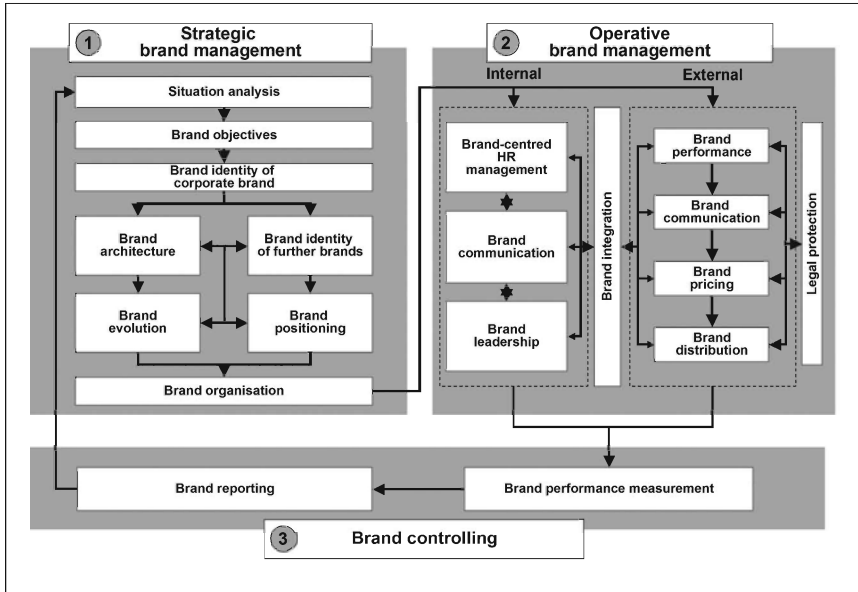 1
Strategic
brand management
Situation analysis
Brand objectives
Brand identity of
corporate brand
Brand
architecture
Brand identity
of further brands
Brand
evolution
Brand
positioning
Brand organisation
2
Operative
brand management
Internal
External
Brand-centred
HR
management
Brand
communication
Brand
leadership
Brand integration
Brand
performance
Brand
communication
Brand
pricing
Brand
distribution
Legal protection
Brand reporting
Brand performance measurement
3
Brand controlling